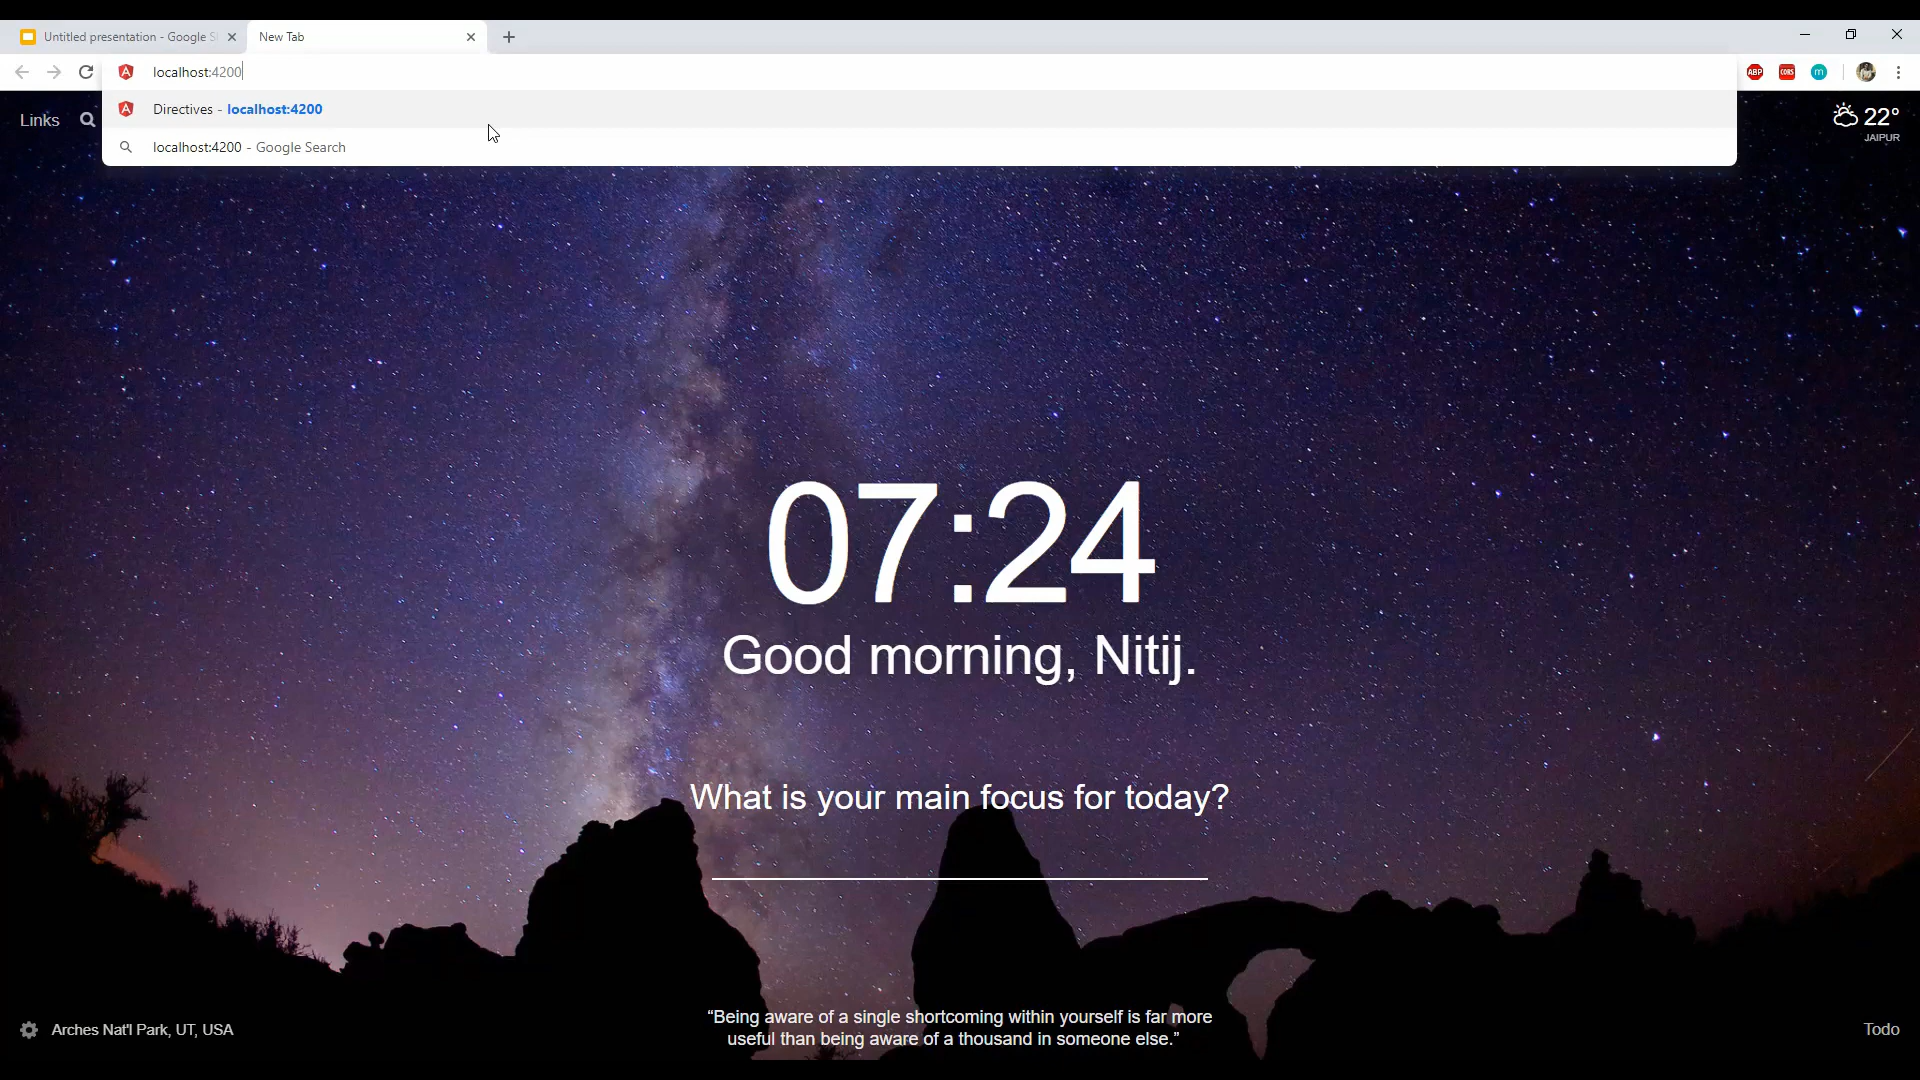 Untitled presentation - Google S
New Tab
localhost:4200
ABP
CORS
m
Directives - localhost:4200
localhost:4200 - Google Search
Links
22°
JAIPUR
07:24
Good morning, Nitij.
What is your main focus for today?
“Being aware of a single shortcoming within yourself is far more
useful than being aware of a thousand in someone else.”
Arches Nat'l Park, UT, USA
Todo